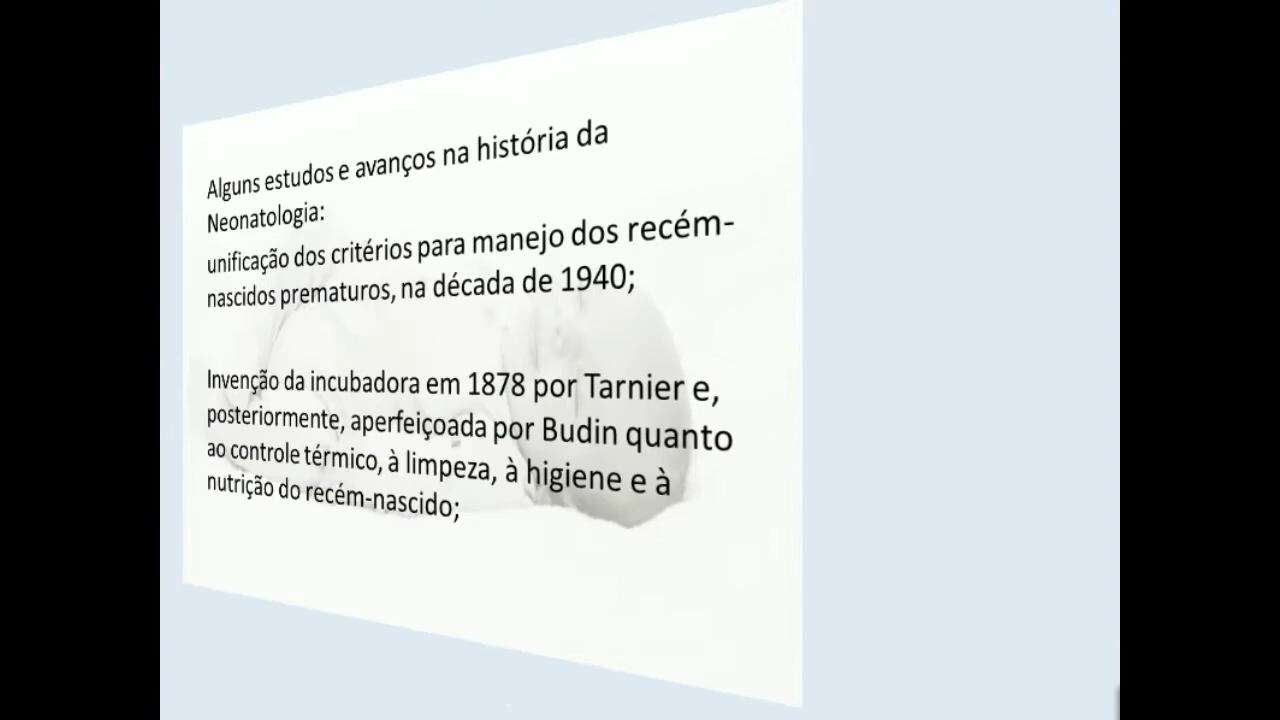 Alguns estudos e avanços na história da
Neonatologia:
unificação dos critérios para manejo dos recém-
nascidos prematuros, na década de 1940;
Invenção da incubadora em 1878 por Tarnier e,
posteriormente, aperfeiçoada por Budin quanto
ao controle térmico, à limpeza, à higiene e à
nutrição do recém-nascido;